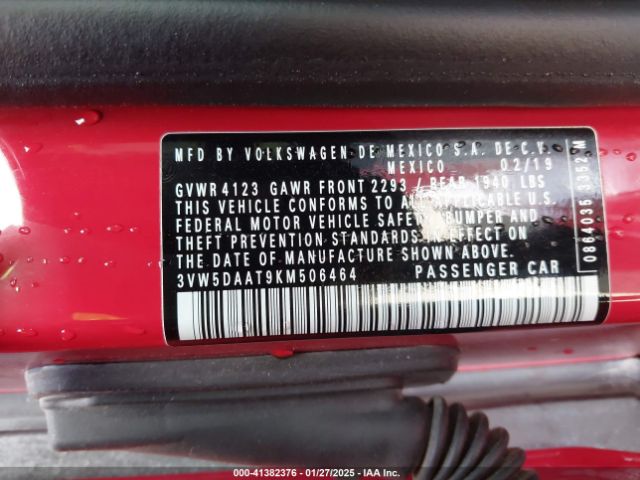 MFD BY VOLKSWAGEN DE MEXICO S.A. DE C.V.
MEXICO 02/19
GVWR 4123 GAWR FRONT 2293 / REAR 1940 LBS
THIS VEHICLE CONFORMS TO ALL APPLICABLE U.S.
FEDERAL MOTOR VEHICLE SAFETY, BUMPER AND
THEFT PREVENTION STANDARDS IN EFFECT ON
THE DATE OF MANUFACTURE SHOWN ABOVE.
3VW5DAAT9KM506464 PASSENGER CAR
0864035 3352 M
000-41382376 | 01/27/2025 | IAA Inc.